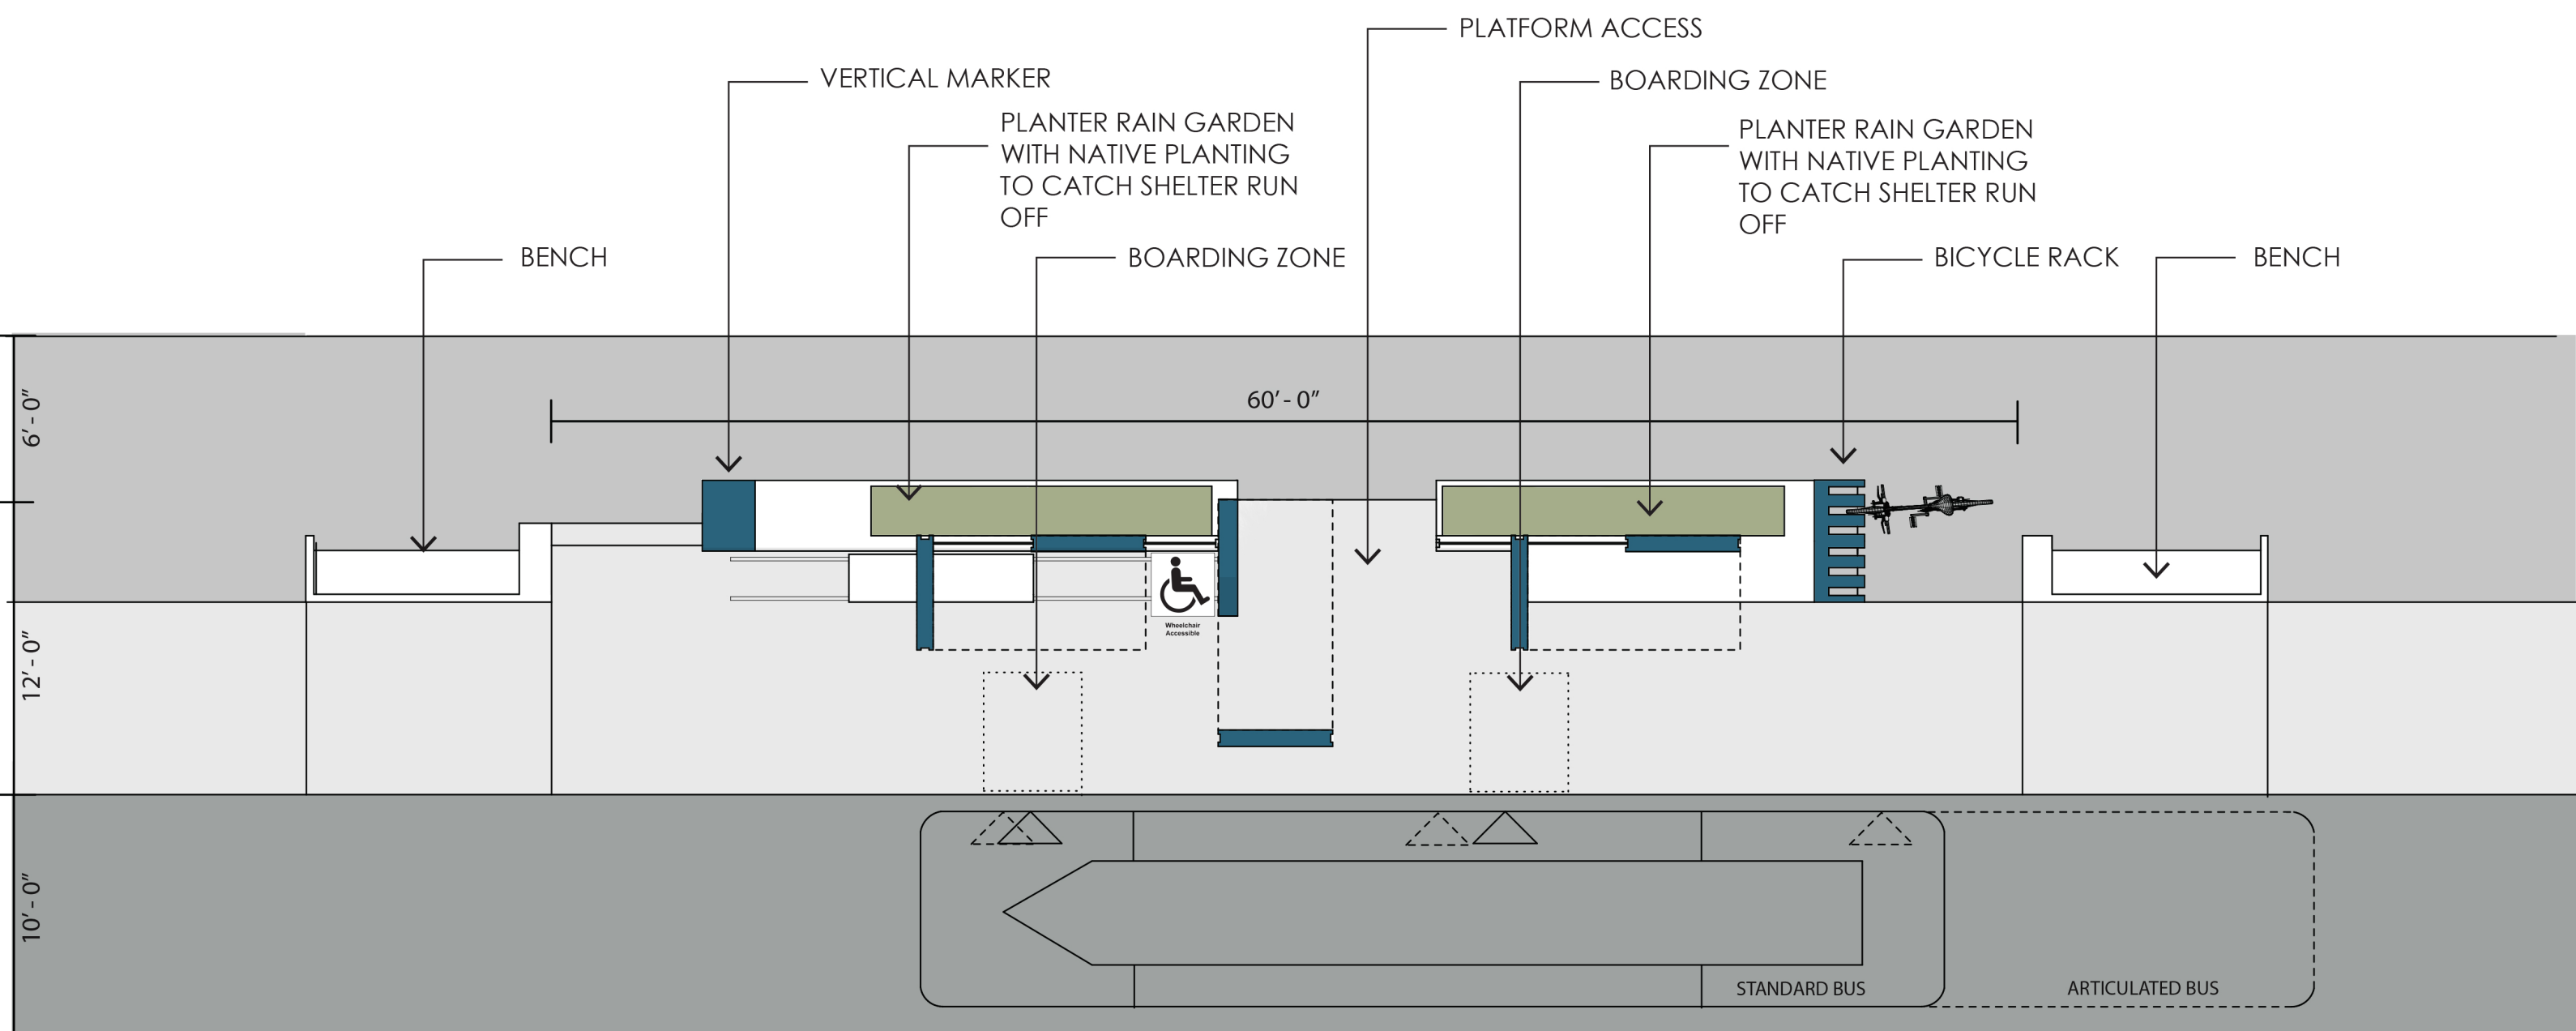 PLATFORM ACCESS
VERTICAL MARKER
BOARDING ZONE
PLANTER RAIN GARDEN
WITH NATIVE PLANTING
TO CATCH SHELTER RUN
OFF
PLANTER RAIN GARDEN
WITH NATIVE PLANTING
TO CATCH SHELTER RUN
OFF
BENCH
BOARDING ZONE
BICYCLE RACK
BENCH
6' - 0"
60' - 0"
12' - 0"
Wheelchair
Accessible
10' - 0"
STANDARD BUS
ARTICULATED BUS